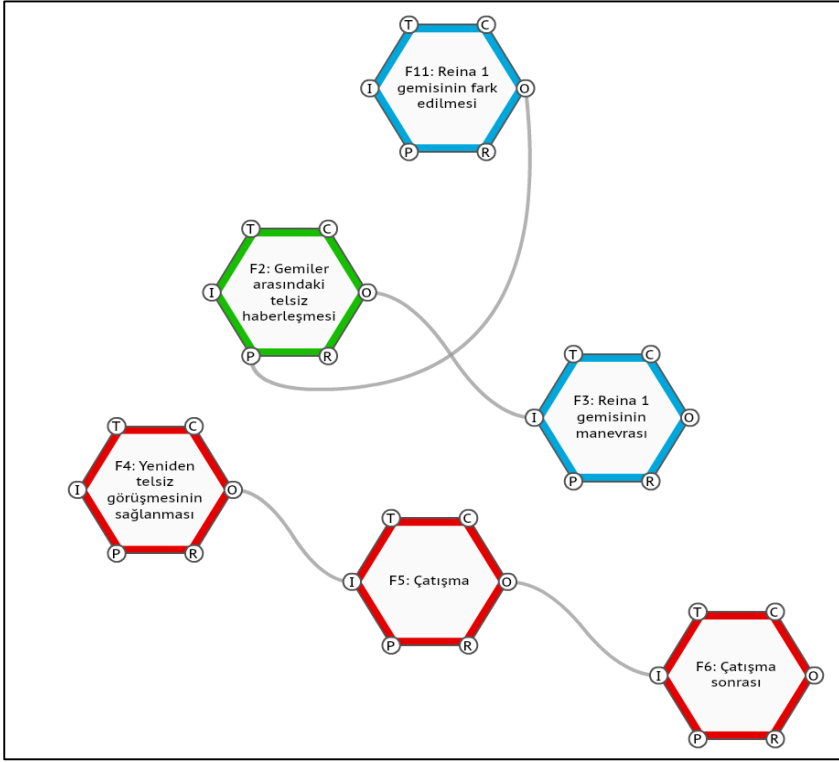 T C
F11: Reina 1
I gemisinin fark O
edilmesi
P R
T C
F2: Gemiler
I arasındaki O
telsiz
haberleşmesi
P R
T C
F3: Reina 1
I gemisinin O
manevrası
P R
T C
F4: Yeniden
telsiz
I görüşmesinin O
sağlanması
P R
T C
I F5: Çatışma O
P R
T C
F6: Çatışma
I sonrası O
P R